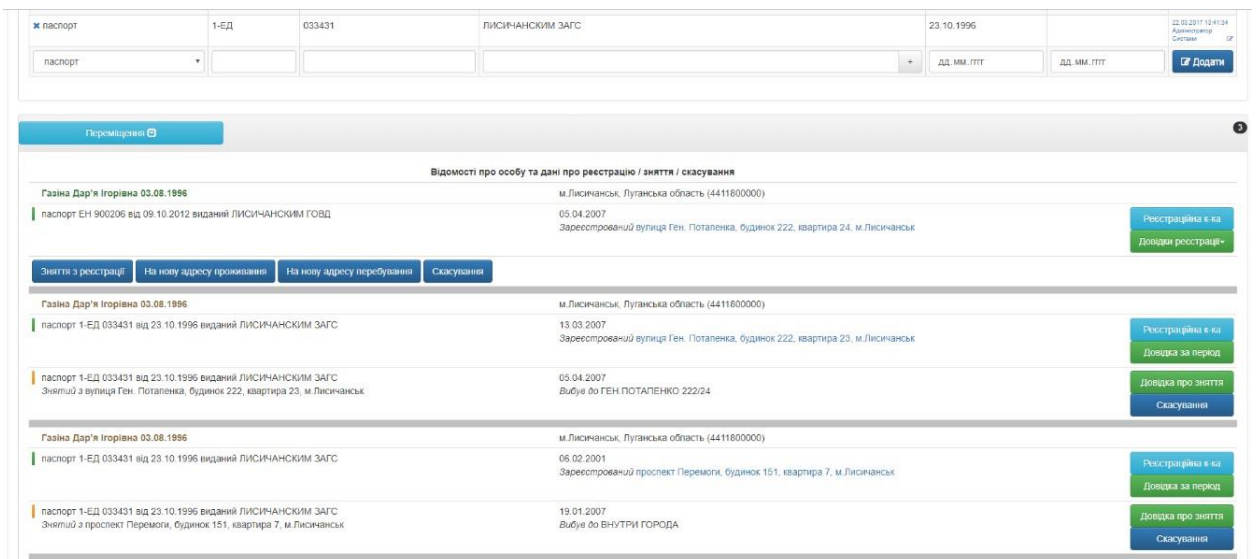 паспорт 1-ЕД 033431 ЛИСИЧАНСКИМ ЗАГС 23.10.1996 22.03.2017 13:41:34
Адміністратор
Системи
паспорт + дд.мм.гггг дд.мм.гггг Додати
Переміщення 3
Відомості про особу та дані про реєстрацію / зняття / скасування
Газіна Дар'я Ігорівна 03.08.1996 м.Лисичанськ, Луганська область (4411800000)
паспорт ЕН 900206 від 09.10.2012 виданий ЛИСИЧАНСКИМ ГОВД 05.04.2007 Реєстраційна к-ка
Зареєстрований вулиця Ген. Потапенка, будинок 222, квартира 24, м.Лисичанськ
Довідки реєстрації
Зняття з реєстрації На нову адресу проживання На нову адресу перебування Скасування
Газіна Дар'я Ігорівна 03.08.1996 м.Лисичанськ, Луганська область (4411800000)
паспорт 1-ЕД 033431 від 23.10.1996 виданий ЛИСИЧАНСКИМ ЗАГС 13.03.2007 Реєстраційна к-ка
Зареєстрований вулиця Ген. Потапенка, будинок 222, квартира 23, м.Лисичанськ
Довідка за період
паспорт 1-ЕД 033431 від 23.10.1996 виданий ЛИСИЧАНСКИМ ЗАГС 05.04.2007 Довідка про зняття
Знятий з вулиця Ген. Потапенка, будинок 222, квартира 23, м.Лисичанськ Вибув до ГЕН ПОТАПЕНКО 222/24
Скасування
Газіна Дар'я Ігорівна 03.08.1996 м.Лисичанськ, Луганська область (4411800000)
паспорт 1-ЕД 033431 від 23.10.1996 виданий ЛИСИЧАНСКИМ ЗАГС 06.02.2001 Реєстраційна к-ка
Зареєстрований проспект Перемоги, будинок 151, квартира 7, м.Лисичанськ
Довідка за період
паспорт 1-ЕД 033431 від 23.10.1996 виданий ЛИСИЧАНСКИМ ЗАГС 19.01.2007 Довідка про зняття
Знятий з проспект Перемоги, будинок 151, квартира 7, м.Лисичанськ Вибув до ВНУТРИ ГОРОДА
Скасування